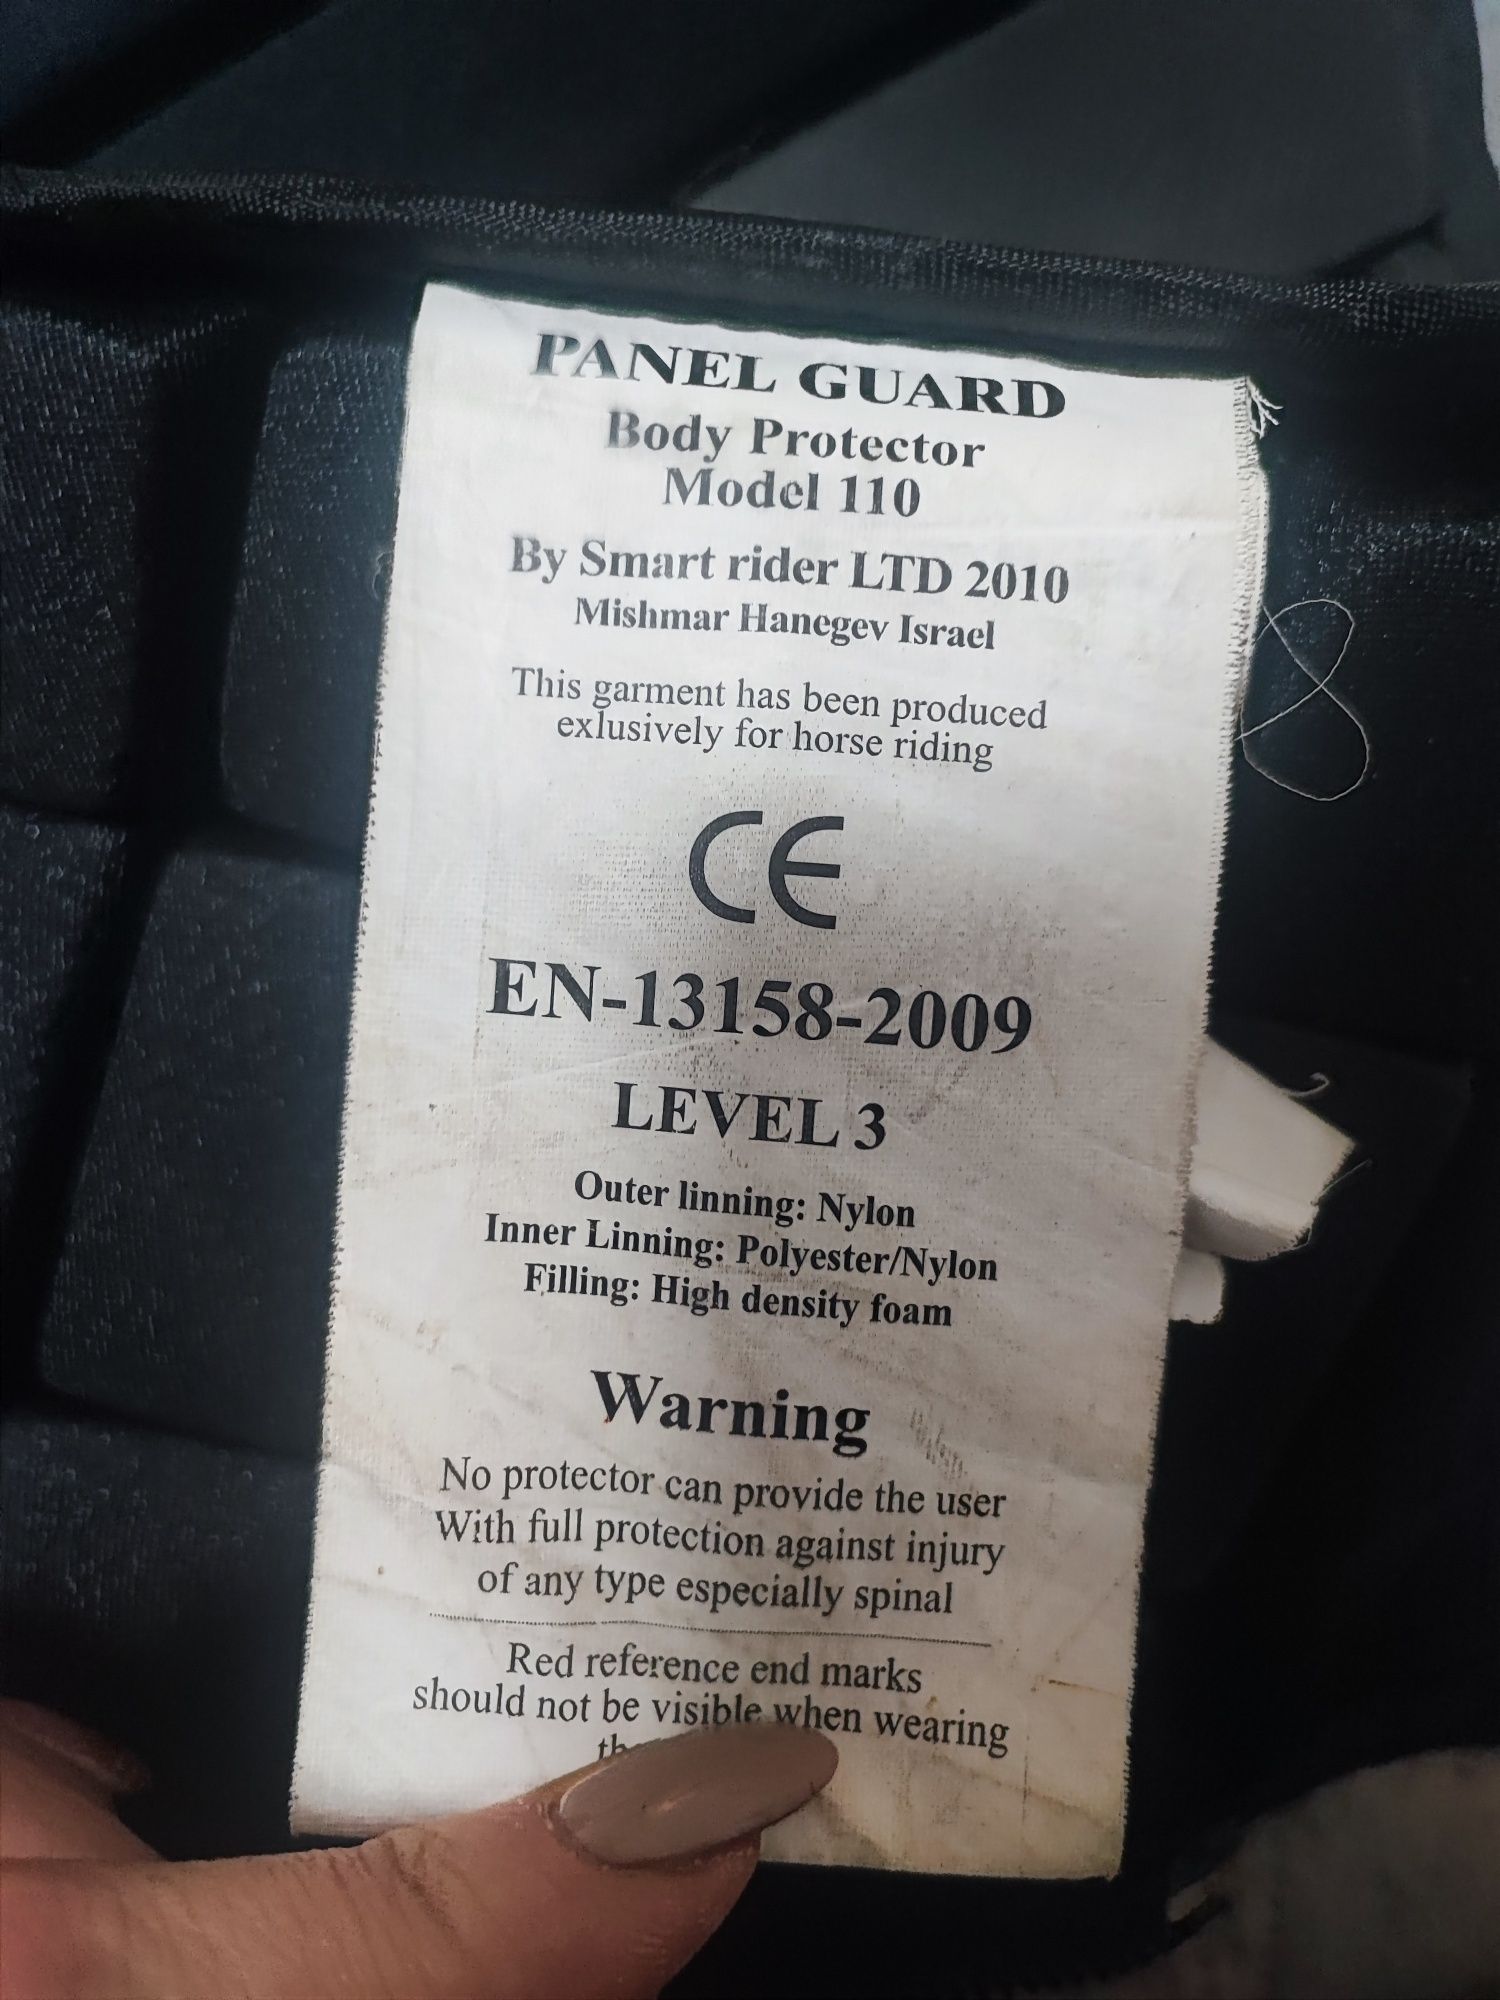 PANEL GUARD
Body Protector
Model 110
By Smart rider LTD 2010
Mishmar Hanegev Israel
This garment has been produced
exlusively for horse riding
CE
EN-13158-2009
LEVEL 3
Outer linning: Nylon
Inner Linning: Polyester/Nylon
Filling: High density foam
Warning
No protector can provide the user
With full protection against injury
of any type especially spinal
Red reference end marks
should not be visible when wearing